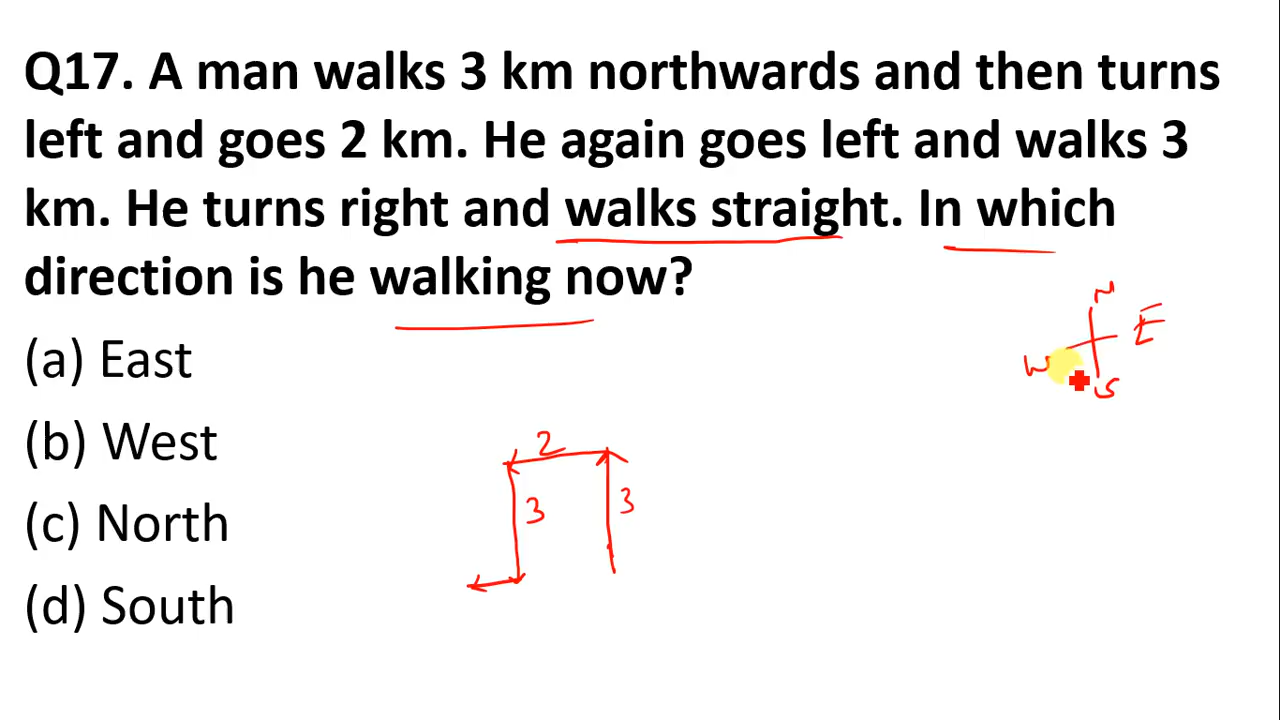 Q17. A man walks 3 km northwards and then turns
left and goes 2 km. He again goes left and walks 3
km. He turns right and walks straight. In which
direction is he walking now?
N
E
W
S
(a) East
(b) West
(c) North
(d) South
2
3
3